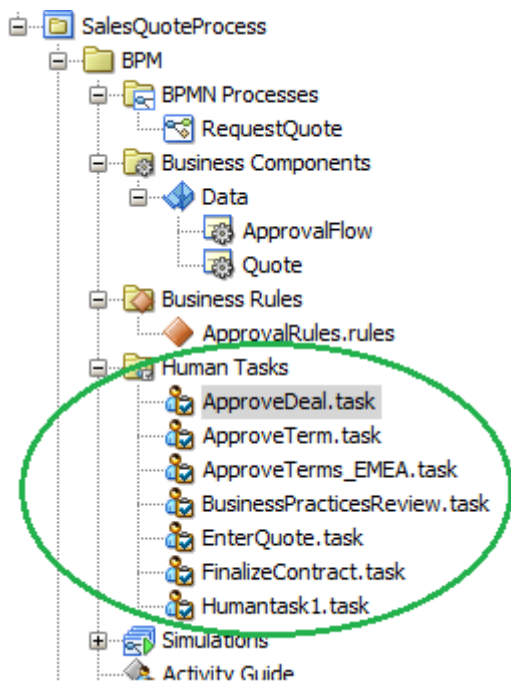 SalesQuoteProcess
BPM
BPMN Processes
RequestQuote
Business Components
Data
ApprovalFlow
Quote
Business Rules
ApprovalRules.rules
Human Tasks
ApproveDeal.task
ApproveTerm.task
ApproveTerms_EMEA.task
BusinessPracticesReview.task
EnterQuote.task
FinalizeContract.task
Humantask1.task
Simulations
Activity Guide